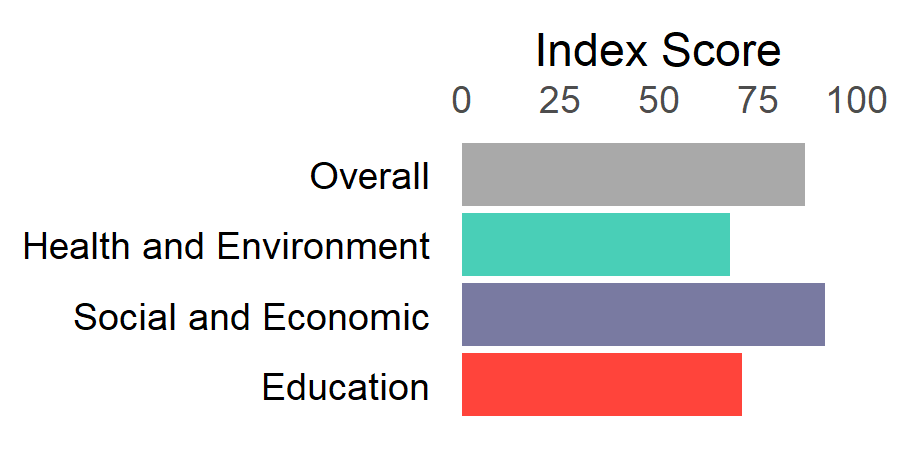 Index Score
0 25 50 75 100
Overall
Health and Environment
Social and Economic
Education